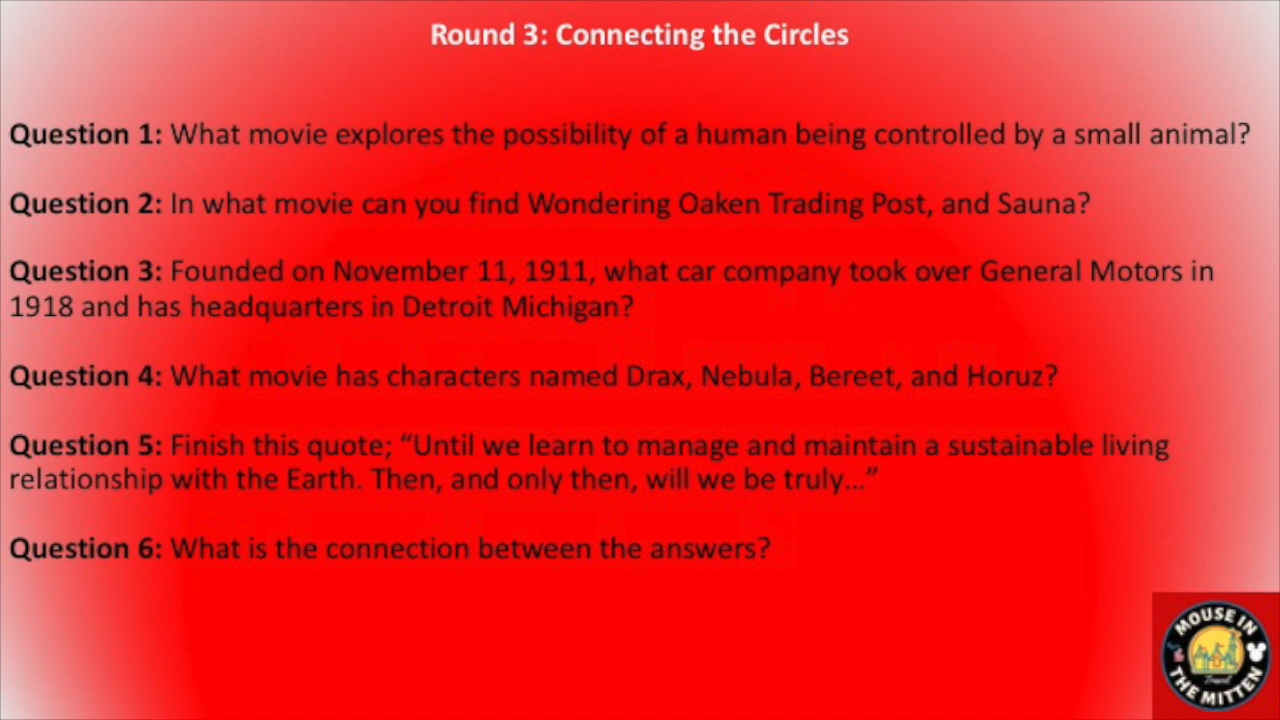 Round 3: Connecting the Circles
Question 1: What movie explores the possibility of a human being controlled by a small animal?
Question 2: In what movie can you find Wondering Oaken Trading Post, and Sauna?
Question 3: Founded on November 11, 1911, what car company took over General Motors in
1918 and has headquarters in Detroit Michigan?
Question 4: What movie has characters named Drax, Nebula, Bereet, and Horuz?
Question 5: Finish this quote; “Until we learn to manage and maintain a sustainable living
relationship with the Earth. Then, and only then, will we be truly...”
Question 6: What is the connection between the answers?
MOUSE IN
Travel
THE MITTEN